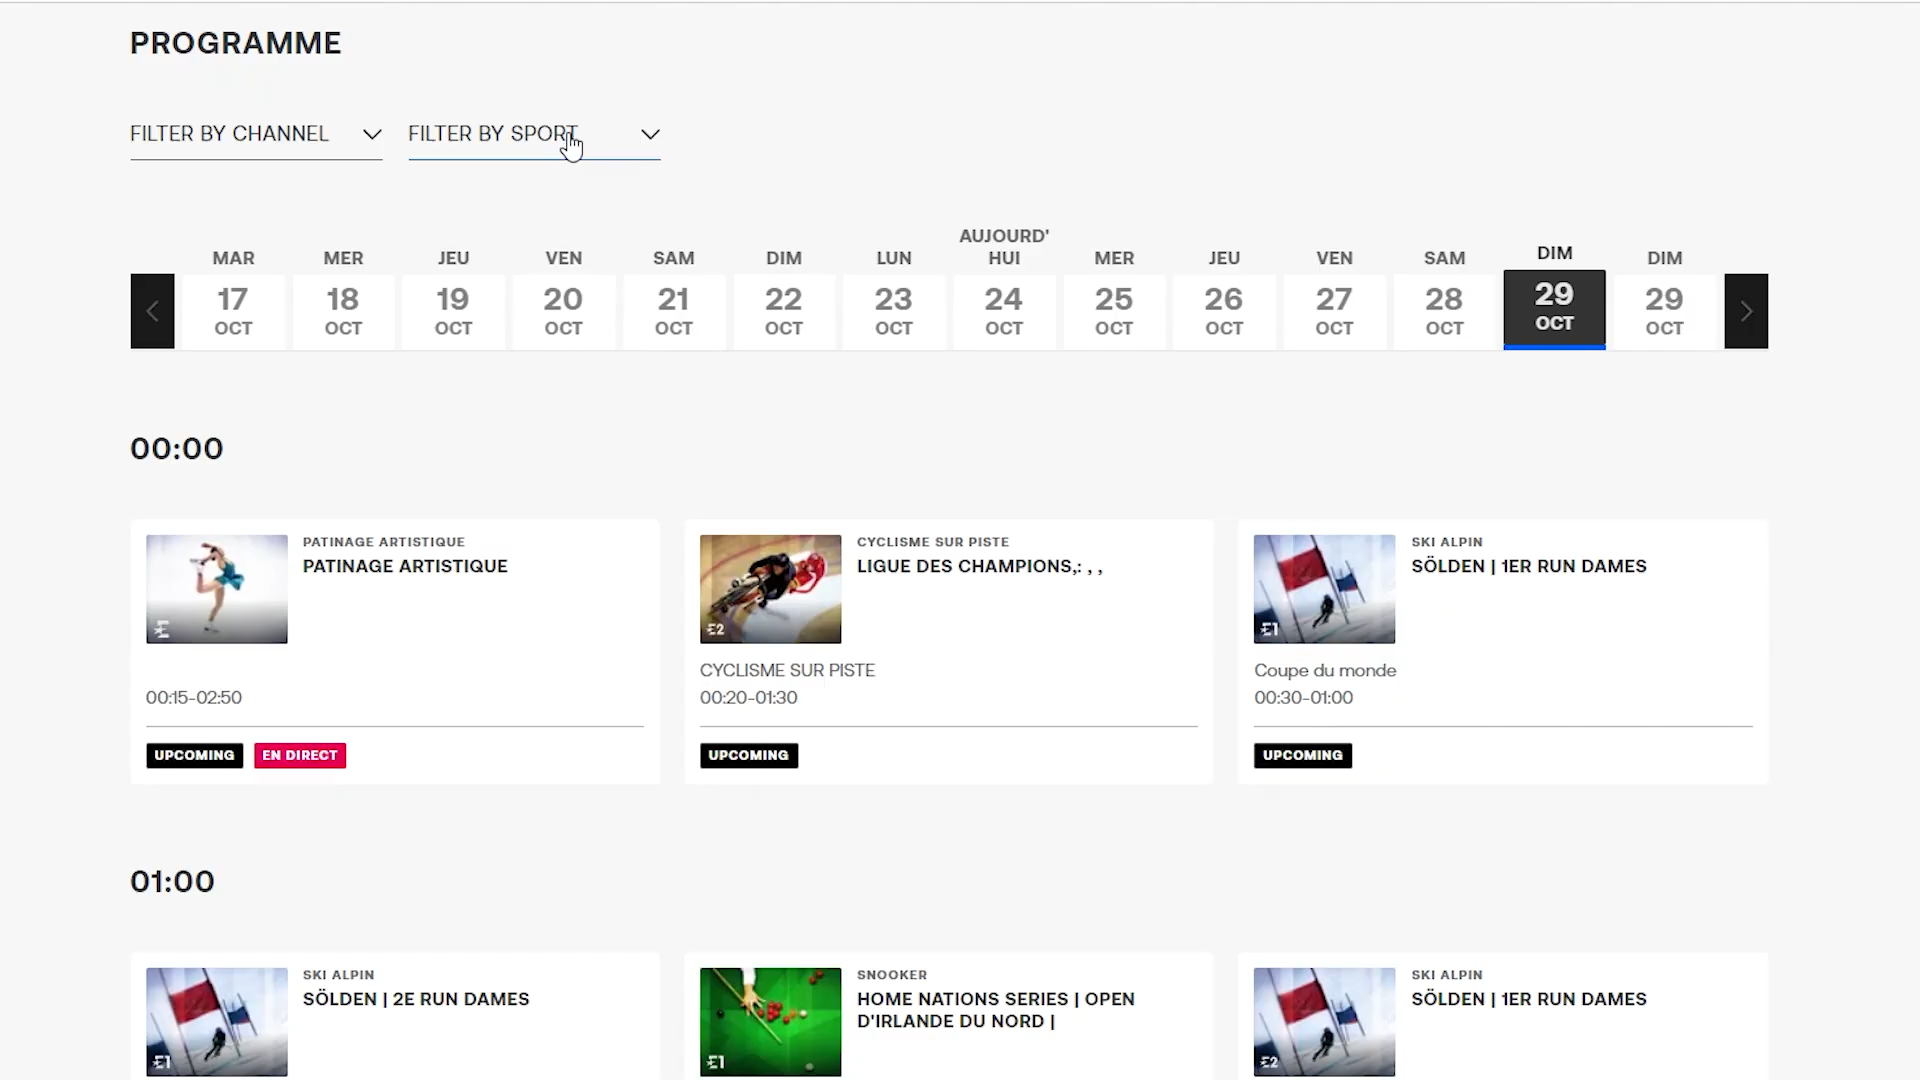 PROGRAMME
FILTER BY CHANNEL
FILTER BY SPORT
MAR
17
OCT
MER
18
OCT
JEU
19
OCT
VEN
20
OCT
SAM
21
OCT
DIM
22
OCT
LUN
23
OCT
AUJOURD'
HUI
24
OCT
MER
25
OCT
JEU
26
OCT
VEN
27
OCT
SAM
28
OCT
DIM
29
OCT
DIM
29
OCT
00:00
PATINAGE ARTISTIQUE
PATINAGE ARTISTIQUE
E
00:15-02:50
UPCOMING
EN DIRECT
CYCLISME SUR PISTE
LIGUE DES CHAMPIONS,: , ,
E2
CYCLISME SUR PISTE
00:20-01:30
UPCOMING
SKI ALPIN
SÖLDEN | 1ER RUN DAMES
E1
Coupe du monde
00:30-01:00
UPCOMING
01:00
SKI ALPIN
SÖLDEN | 2E RUN DAMES
E1
SNOOKER
HOME NATIONS SERIES | OPEN
D'IRLANDE DU NORD |
E1
SKI ALPIN
SÖLDEN | 1ER RUN DAMES
E2